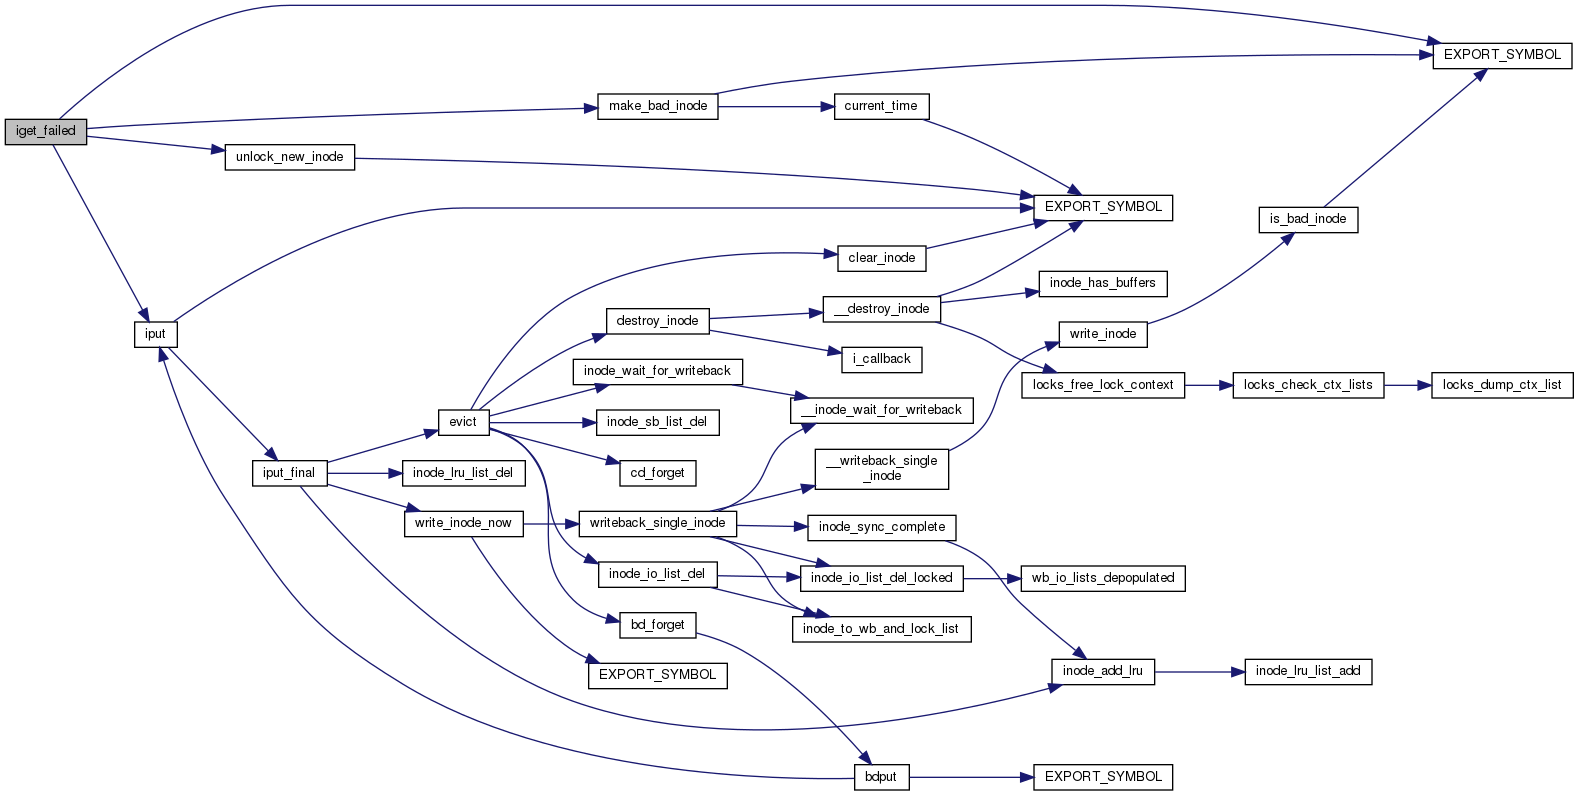 EXPORT_SYMBOL
make_bad_inode
current_time
iget_failed
unlock_new_inode
EXPORT_SYMBOL
is_bad_inode
clear_inode
inode_has_buffers
__destroy_inode
destroy_inode
iput
write_inode
i_callback
inode_wait_for_writeback
locks_free_lock_context
locks_check_ctx_lists
locks_dump_ctx_list
__inode_wait_for_writeback
evict
inode_sb_list_del
__writeback_single
_inode
iput_final
inode_lru_list_del
cd_forget
write_inode_now
writeback_single_inode
inode_sync_complete
inode_io_list_del
inode_io_list_del_locked
wb_io_lists_depopulated
bd_forget
inode_to_wb_and_lock_list
EXPORT_SYMBOL
inode_add_lru
inode_lru_list_add
bdput
EXPORT_SYMBOL